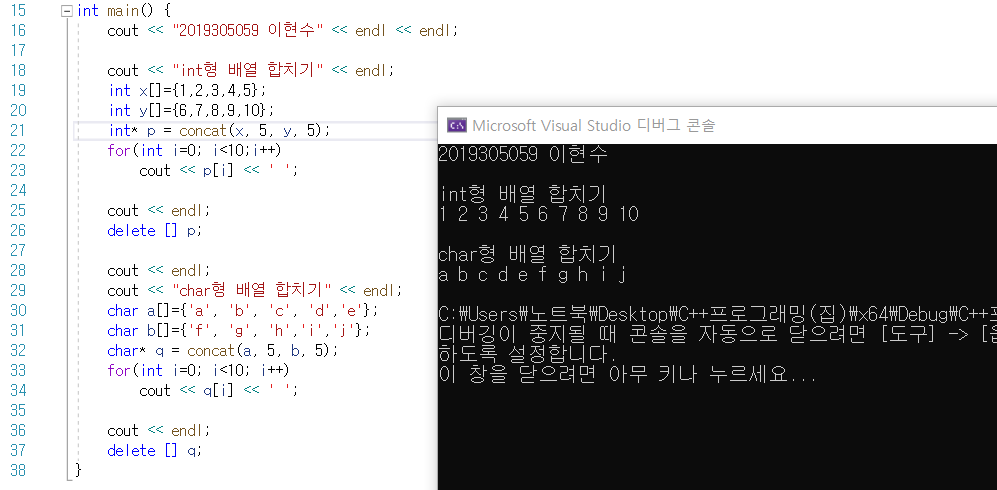 15 int main() {
16 cout << "2019305059 이현수" << endl << endl;
17
18 cout << "int형 배열 합치기" << endl;
19 int x[]={1,2,3,4,5};
20 int y[]={6,7,8,9,10};
21 int* p = concat(x, 5, y, 5);
22 for(int i=0; i<10;i++)
23 cout << p[i] << ' ';
24
25 cout << endl;
26 delete [] p;
27
28 cout << endl;
29 cout << "char형 배열 합치기" << endl;
30 char a[]={'a', 'b', 'c', 'd','e'};
31 char b[]={'f', 'g', 'h','i','j'};
32 char* q = concat(a, 5, b, 5);
33 for(int i=0; i<10; i++)
34 cout << q[i] << ' ';
35
36 cout << endl;
37 delete [] q;
38 }
Microsoft Visual Studio 디버그 콘솔
2019305059 이현수
int형 배열 합치기
1 2 3 4 5 6 7 8 9 10
char형 배열 합치기
a b c d e f g h i j
C:₩Users₩노트북₩Desktop₩C++프로그래밍(집)₩x64₩Debug₩C++
디버깅이 중지될 때 콘솔을 자동으로 닫으려면 [도구] -> [
하도록 설정합니다.
이 창을 닫으려면 아무 키나 누르세요...